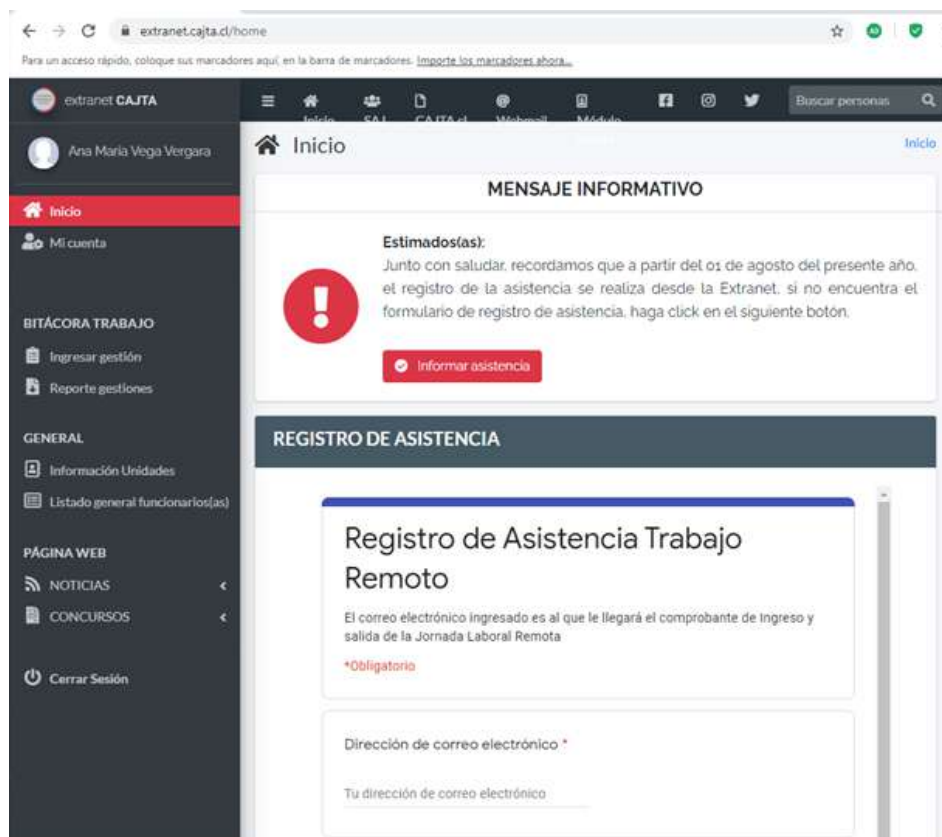 extranet.cajta.cl/home
Para un acceso rápido, coloque sus marcadores aquí, en la barra de marcadores. Importe los marcadores ahora...
extranet CAJTA
Inicio
SAJ
CAJTA.cl
Webmail
Módulo
Buscar personas
Ana María Vega Vergara
Inicio
Mi cuenta
BITÁCORA TRABAJO
Ingresar gestión
Reporte gestiones
GENERAL
Información Unidades
Listado general funcionarios(as)
PÁGINA WEB
NOTICIAS
CONCURSOS
Cerrar Sesión
Inicio
Inicio
MENSAJE INFORMATIVO
Estimados(as):
Junto con saludar, recordamos que a partir del 01 de agosto del presente año,
el registro de la asistencia se realiza desde la Extranet, si no encuentra el
formulario de registro de asistencia, haga click en el siguiente botón.
Informar asistencia
REGISTRO DE ASISTENCIA
Registro de Asistencia Trabajo
Remoto
El correo electrónico ingresado es al que le llegará el comprobante de Ingreso y
salida de la Jornada Laboral Remota
*Obligatorio
Dirección de correo electrónico *
Tu dirección de correo electrónico